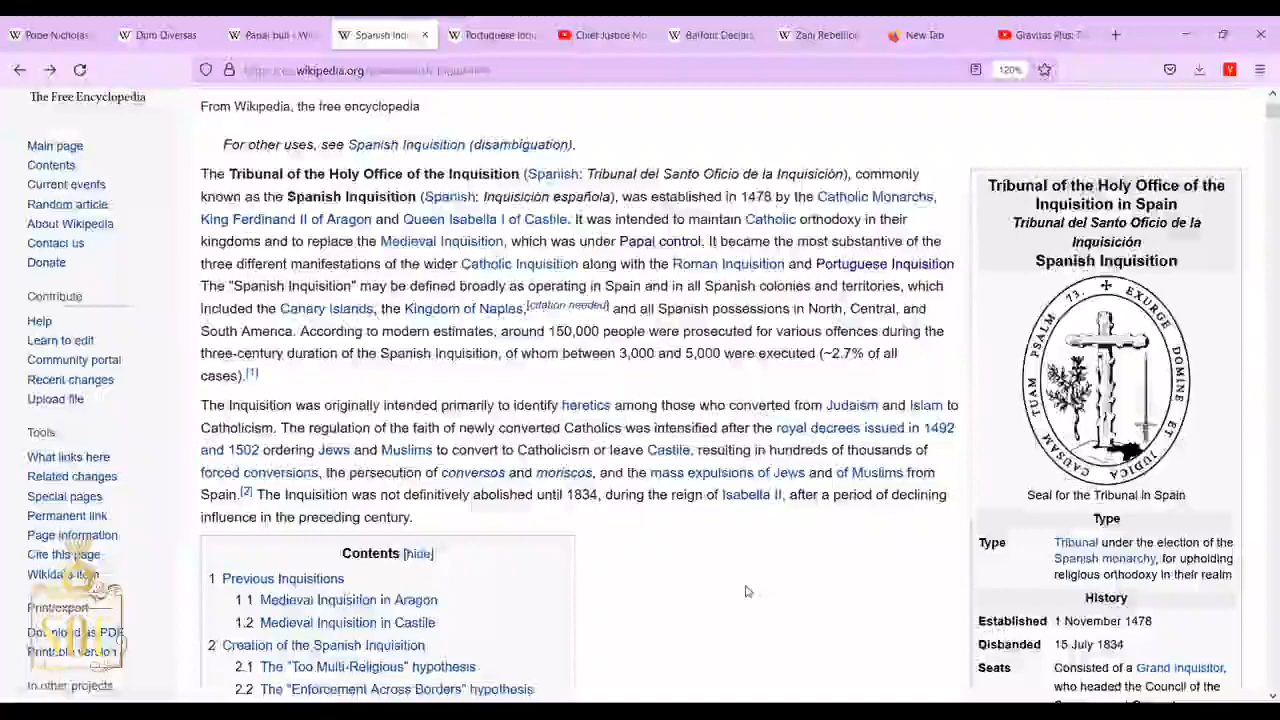 Pope Nicholas
Dum Diversas
Papal bull - Wi
Spanish Inqu
Portuguese Inqu
Chief Justice Mo
Balfour Declara
Zanj Rebellion
New Tab
Gravitas Plus: T
wikipedia.org
120%
The Free Encyclopedia
Main page
Contents
Current events
Random article
About Wikipedia
Contact us
Donate
Contribute
Help
Learn to edit
Community portal
Recent changes
Upload file
Tools
What links here
Related changes
Special pages
Permanent link
Page information
Cite this page
Wikidata item
Print/export
Download as PDF
Printable version
In other projects
From Wikipedia, the free encyclopedia
For other uses, see Spanish Inquisition (disambiguation).
The Tribunal of the Holy Office of the Inquisition (Spanish: Tribunal del Santo Oficio de la Inquisición), commonly
known as the Spanish Inquisition (Spanish: Inquisición española), was established in 1478 by the Catholic Monarchs,
King Ferdinand II of Aragon and Queen Isabella I of Castile. It was intended to maintain Catholic orthodoxy in their
kingdoms and to replace the Medieval Inquisition, which was under Papal control. It became the most substantive of the
three different manifestations of the wider Catholic Inquisition along with the Roman Inquisition and Portuguese Inquisition
The "Spanish Inquisition" may be defined broadly as operating in Spain and in all Spanish colonies and territories, which
included the Canary Islands, the Kingdom of Naples,[citation needed] and all Spanish possessions in North, Central, and
South America. According to modern estimates, around 150,000 people were prosecuted for various offences during the
three-century duration of the Spanish Inquisition, of whom between 3,000 and 5,000 were executed (~2.7% of all
cases).[1]
The Inquisition was originally intended primarily to identify heretics among those who converted from Judaism and Islam to
Catholicism. The regulation of the faith of newly converted Catholics was intensified after the royal decrees issued in 1492
and 1502 ordering Jews and Muslims to convert to Catholicism or leave Castile, resulting in hundreds of thousands of
forced conversions, the persecution of conversos and moriscos, and the mass expulsions of Jews and of Muslims from
Spain.[2] The Inquisition was not definitively abolished until 1834, during the reign of Isabella II, after a period of declining
influence in the preceding century.
Contents [hide]
1 Previous Inquisitions
1.1 Medieval Inquisition in Aragon
1.2 Medieval Inquisition in Castile
2 Creation of the Spanish Inquisition
2.1 The "Too Multi-Religious" hypothesis
2.2 The "Enforcement Across Borders" hypothesis
Tribunal of the Holy Office of the
Inquisition in Spain
Tribunal del Santo Oficio de la
Inquisición
Spanish Inquisition
EXURGE DOMINE ET JUDICA CAUSAM TUAM PSALM 73.
Seal for the Tribunal in Spain
Type
Type Tribunal under the election of the
Spanish monarchy, for upholding
religious orthodoxy in their realm
History
Established 1 November 1478
Disbanded 15 July 1834
Seats Consisted of a Grand Inquisitor,
who headed the Council of the